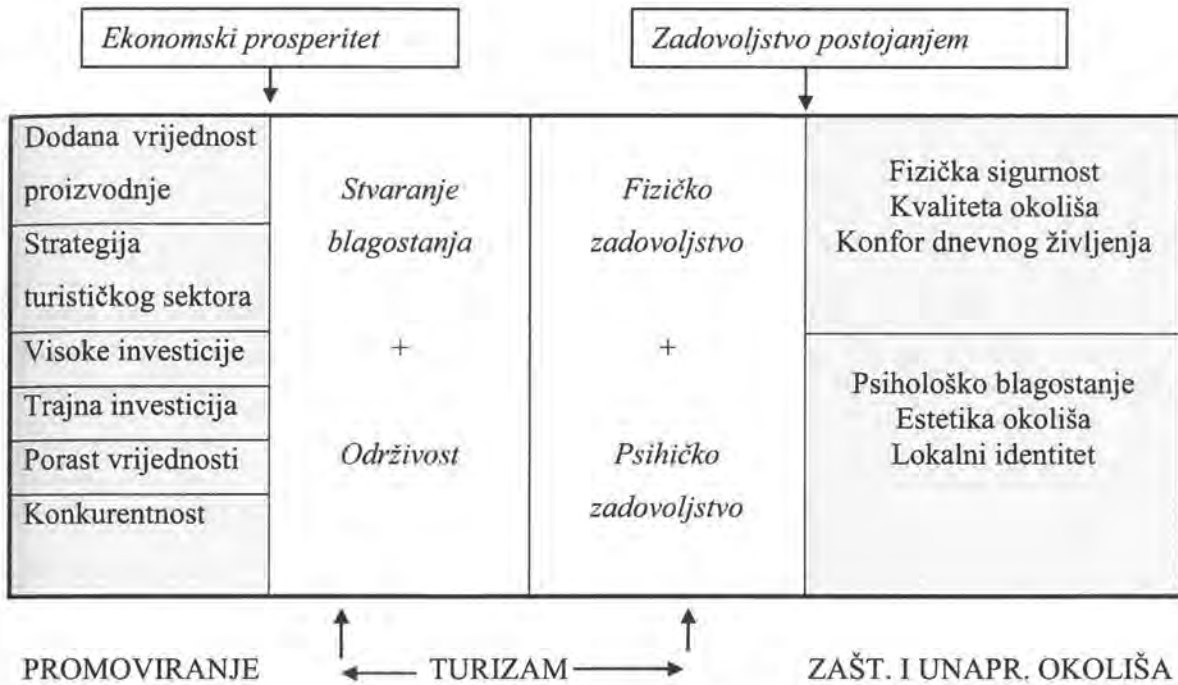 Ekonomski prosperitet
Zadovoljstvo postojanjem
Dodana vrijednost
proizvodnje
Strategija
turističkog sektora
Visoke investicije
Trajna investicija
Porast vrijednosti
Konkurentnost
Stvaranje
blagostanja
+
Održivost
Fizičko
zadovoljstvo
+
Psihičko
zadovoljstvo
Fizička sigurnost
Kvaliteta okoliša
Konfor dnevnog življenja
Psihološko blagostanje
Estetika okoliša
Lokalni identitet
PROMOVIRANJE
TURIZAM
ZAŠT. I UNAPR. OKOLIŠA